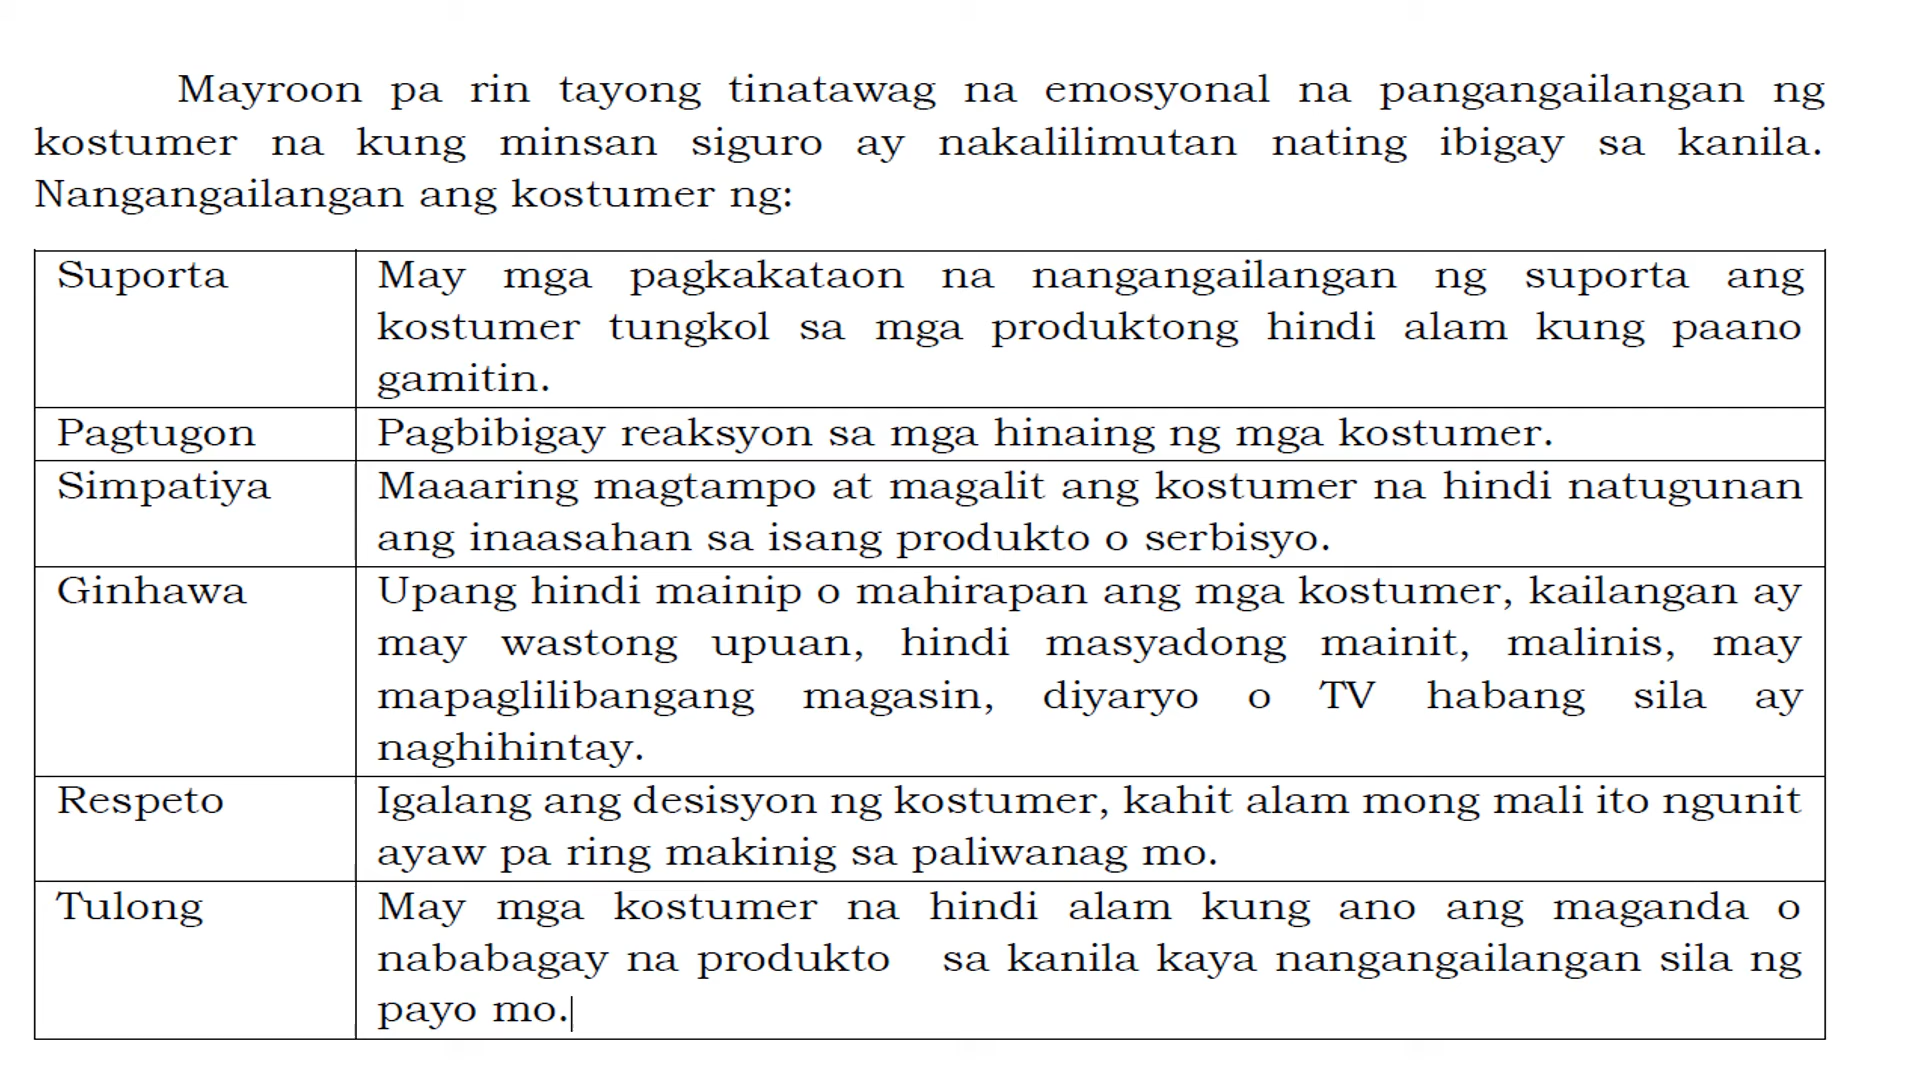 Mayroon pa rin tayong tinatawag na emosyonal na pangangailangan ng
kostumer na kung minsan siguro ay nakalilimutan nating ibigay sa kanila.
Nangangailangan ang kostumer ng:
Suporta
May mga pagkakataon na nangangailangan ng suporta ang
kostumer tungkol sa mga produktong hindi alam kung paano
gamitin.
Pagtugon
Pagbibigay reaksyon sa mga hinaing ng mga kostumer.
Simpatiya
Maaaring magtampo at magalit ang kostumer na hindi natugunan
ang inaasahan sa isang produkto o serbisyo.
Ginhawa
Upang hindi mainip o mahirapan ang mga kostumer, kailangan ay
may wastong upuan, hindi masyadong mainit, malinis, may
mapaglilibangang magasin, diyaryo o TV habang sila ay
naghihintay.
Respeto
Igalang ang desisyon ng kostumer, kahit alam mong mali ito ngunit
ayaw pa ring makinig sa paliwanag mo.
Tulong
May mga kostumer na hindi alam kung ano ang maganda o
nababagay na produkto sa kanila kaya nangangailangan sila ng
payo mo.